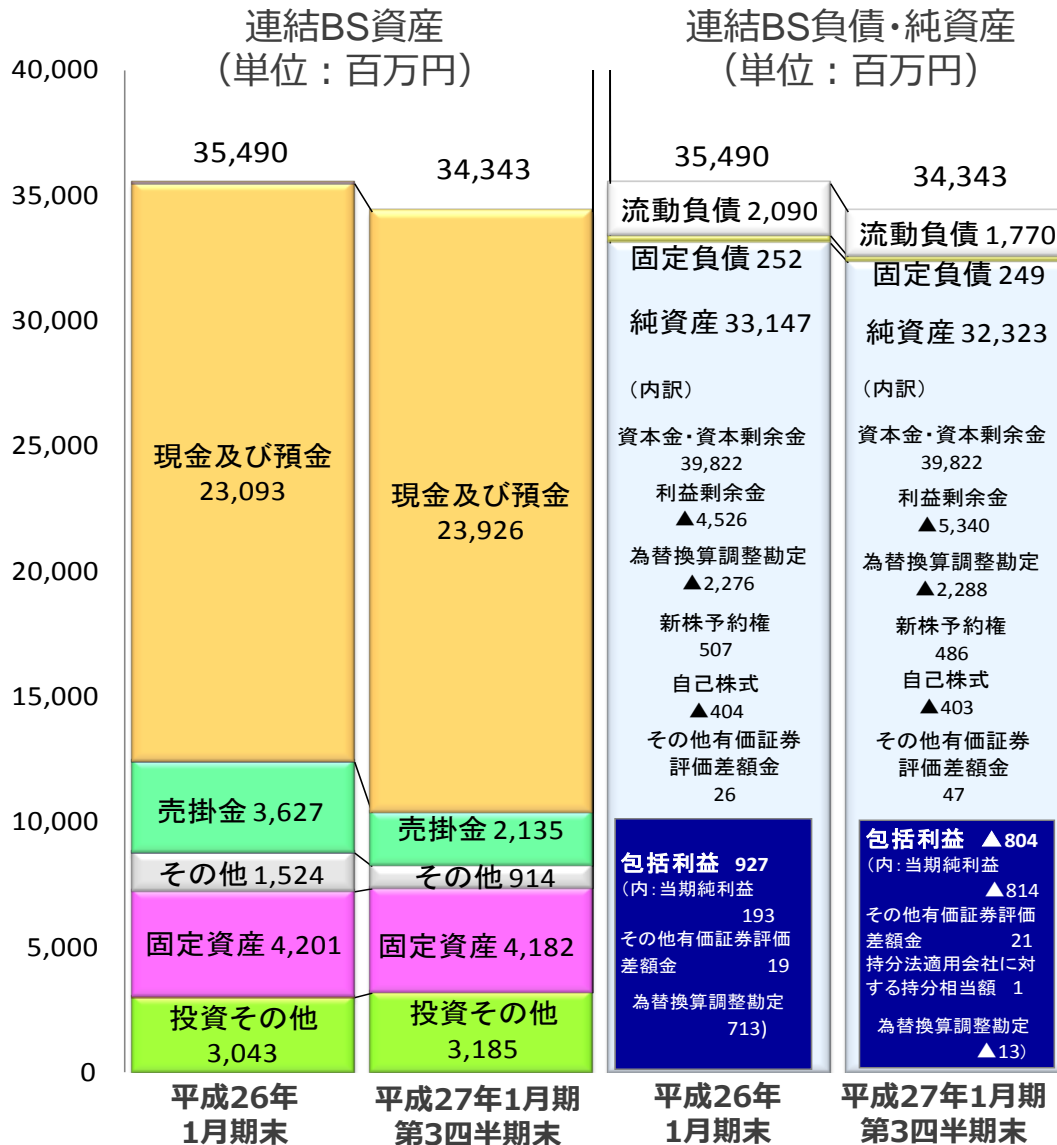 連結BS資産
（単位：百万円）
連結BS負債・純資産
（単位：百万円）
40,000
35,000
30,000
25,000
20,000
15,000
10,000
5,000
0
35,490
現金及び預金
23,093
売掛金 3,627
その他 1,524
固定資産 4,201
投資その他
3,043
平成26年
1月期末
34,343
現金及び預金
23,926
売掛金 2,135
その他 914
固定資産 4,182
投資その他
3,185
平成27年1月期
第3四半期末
35,490
流動負債 2,090
固定負債 252
純資産 33,147
（内訳）
資本金・資本剰余金
39,822
利益剰余金
▲4,526
為替換算調整勘定
▲2,276
新株予約権
507
自己株式
▲404
その他有価証券
評価差額金
26
包括利益 927
（内：当期純利益
193
その他有価証券評価
差額金 19
為替換算調整勘定
713)
平成26年
1月期末
34,343
流動負債 1,770
固定負債 249
純資産 32,323
（内訳）
資本金・資本剰余金
39,822
利益剰余金
▲5,340
為替換算調整勘定
▲2,288
新株予約権
486
自己株式
▲403
その他有価証券
評価差額金
47
包括利益 ▲804
（内：当期純利益
▲814
その他有価証券評価
差額金 21
持分法適用会社に対
する持分相当額 1
為替換算調整勘定
▲13）
平成27年1月期
第3四半期末